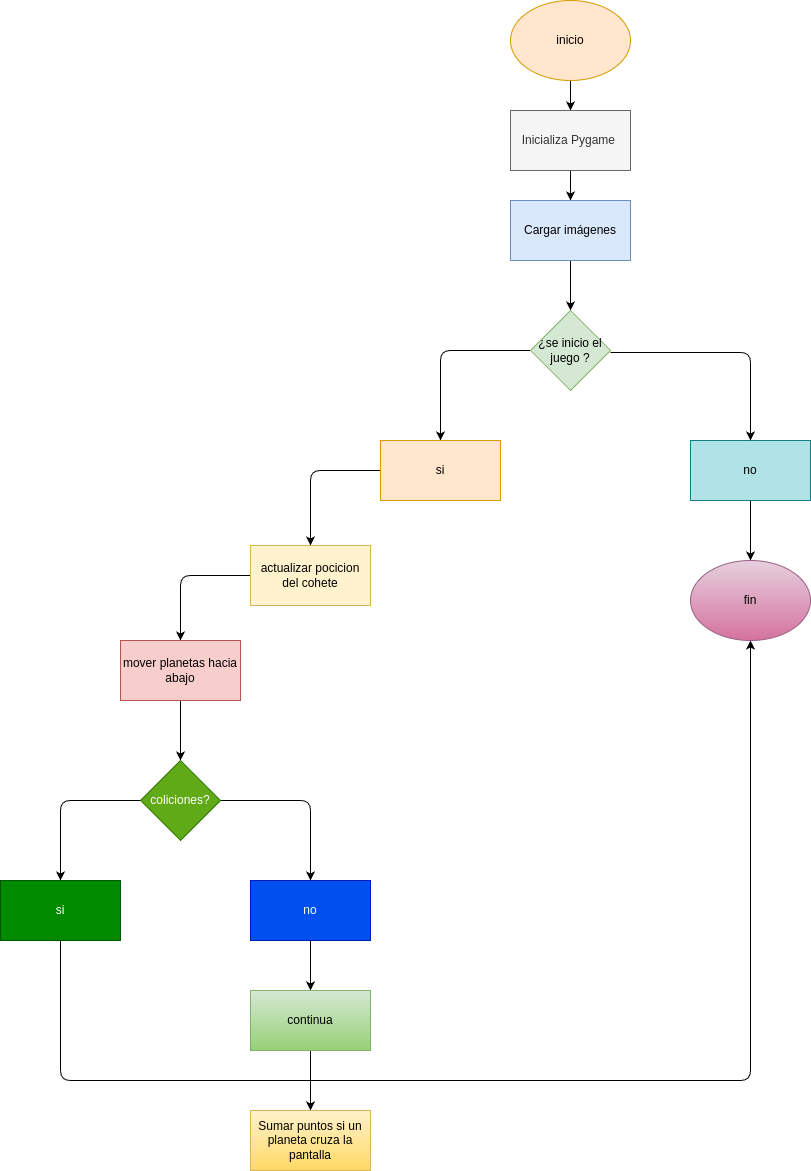 inicio
Inicializa Pygame
Cargar imágenes
¿se inicio el
juego ?
si
no
actualizar pocicion
del cohete
fin
mover planetas hacia
abajo
coliciones?
si
no
continua
Sumar puntos si un
planeta cruza la
pantalla